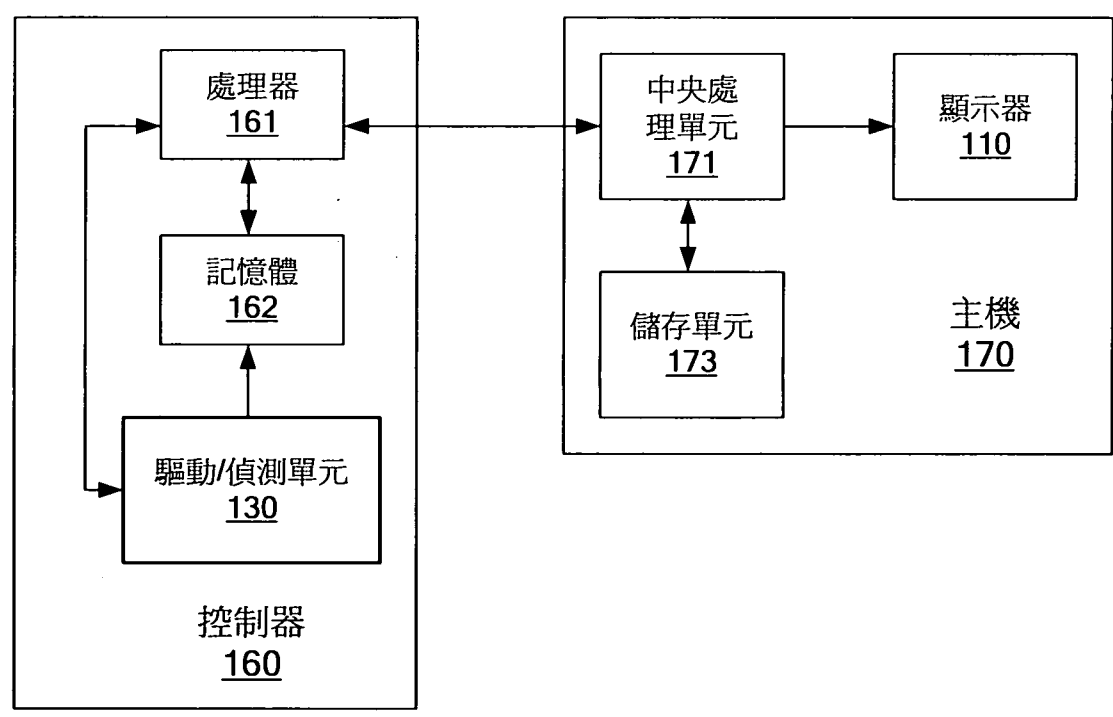 處理器
161
記憶體
162
驅動/偵測單元
130
控制器
160
中央處
理單元
171
顯示器
110
儲存單元
173
主機
170